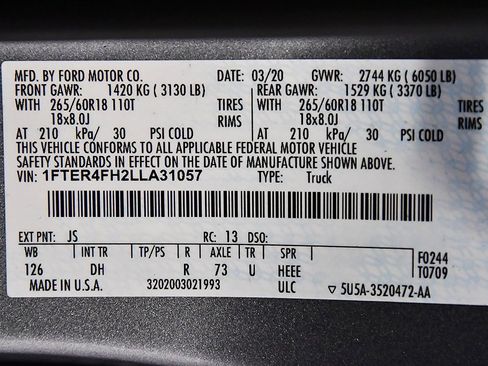 MFD. BY FORD MOTOR CO. DATE: 03/20 GVWR: 2744 KG (6050 LB)
FRONT GAWR: 1420 KG (3130 LB) REAR GAWR: 1529 KG (3370 LB)
WITH 265/60R18 110T TIRES WITH 265/60R18 110T TIRES
18x8.0J RIMS 18x8.0J RIMS
AT 210 kPa/ 30 PSI COLD AT 210 kPa/ 30 PSI COLD
THIS VEHICLE CONFORMS TO ALL APPLICABLE FEDERAL MOTOR VEHICLE
SAFETY STANDARDS IN EFFECT ON THE DATE OF MANUFACTURE SHOWN ABOVE.
VIN: 1FTER4FH2LLA31057 TYPE: Truck
EXT PNT: JS RC: 13 DSO:
WB INT TR TP/PS R AXLE TR SPR F0244
126 DH R 73 U HEEE T0709
MADE IN U.S.A. 3202003021993 ULC ▽ 5U5A-3520472-AA